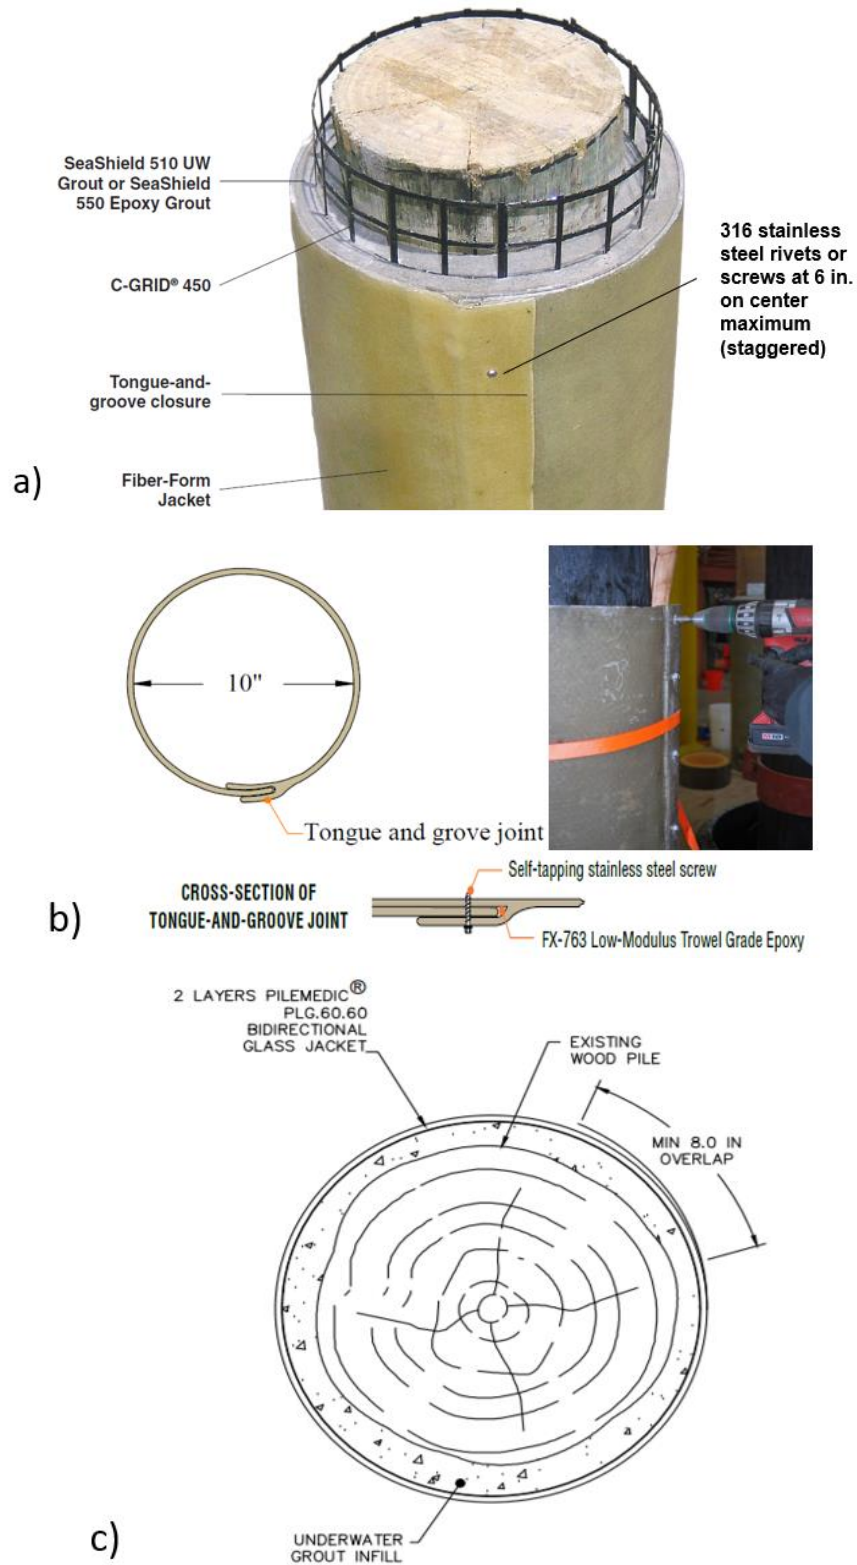 SeaShield 510 UW
Grout or SeaShield
550 Epoxy Grout
C-GRID® 450
Tongue-and-
groove closure
Fiber-Form
Jacket
316 stainless
steel rivets or
screws at 6 in.
on center
maximum
(staggered)
a)
10"
Tongue and grove joint
Self-tapping stainless steel screw
CROSS-SECTION OF
TONGUE-AND-GROOVE JOINT
FX-763 Low-Modulus Trowel Grade Epoxy
b)
2 LAYERS PILEMEDIC®
PLG.60.60
BIDIRECTIONAL
GLASS JACKET
EXISTING
WOOD PILE
MIN 8.0 IN
OVERLAP
UNDERWATER
GROUT INFILL
c)